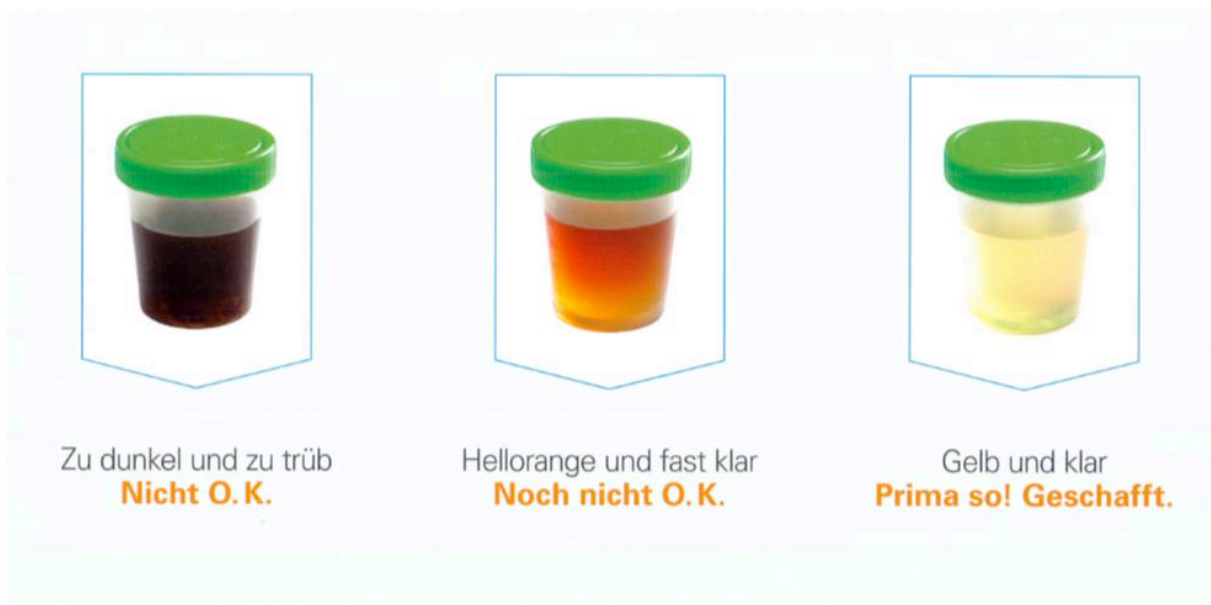 Zu dunkel und zu trüb
Nicht O. K.
Hellorange und fast klar
Noch nicht O. K.
Gelb und klar
Prima so! Geschafft.